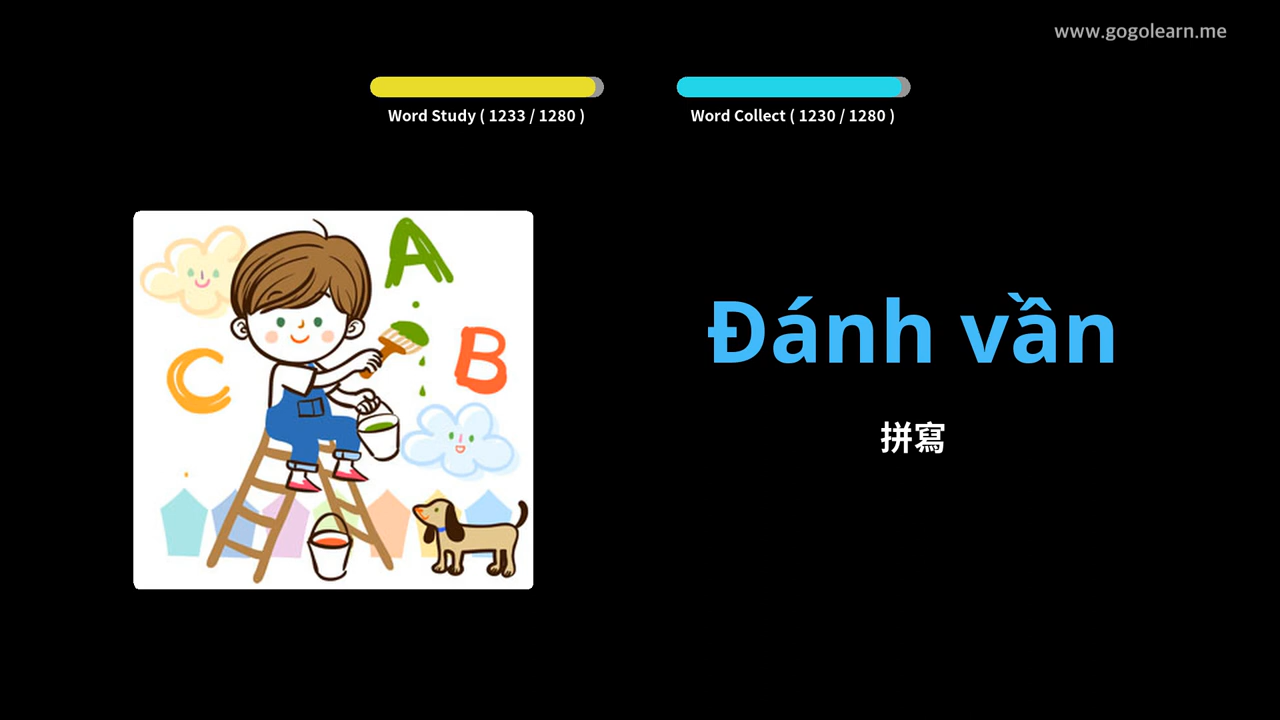 www.gogolearn.me
Word Study ( 1233 / 1280 )
Word Collect ( 1230 / 1280 )
A
B
C
Đánh vần
拼寫